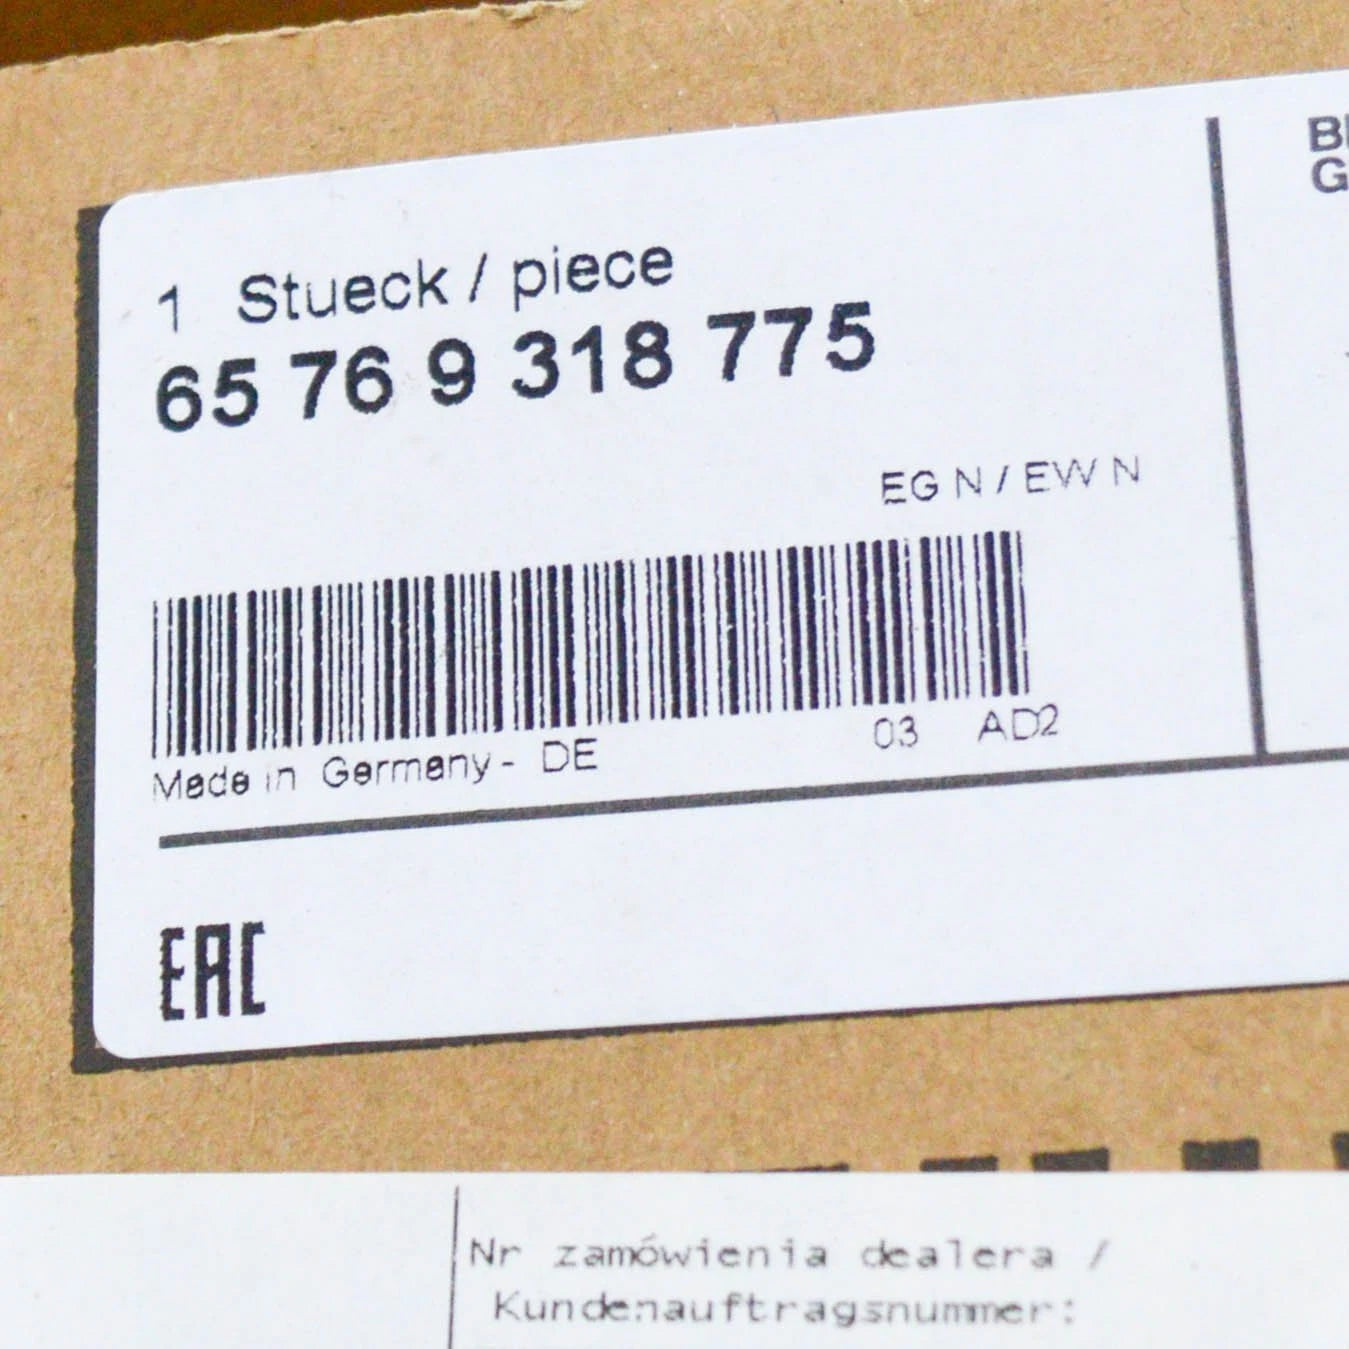 1 Stueck / piece
65 76 9 318 775
EG N / EW N
Made in Germany - DE 03 AD2
EAC
Nr zamówienia dealera /
Kundenauftragsnummer: